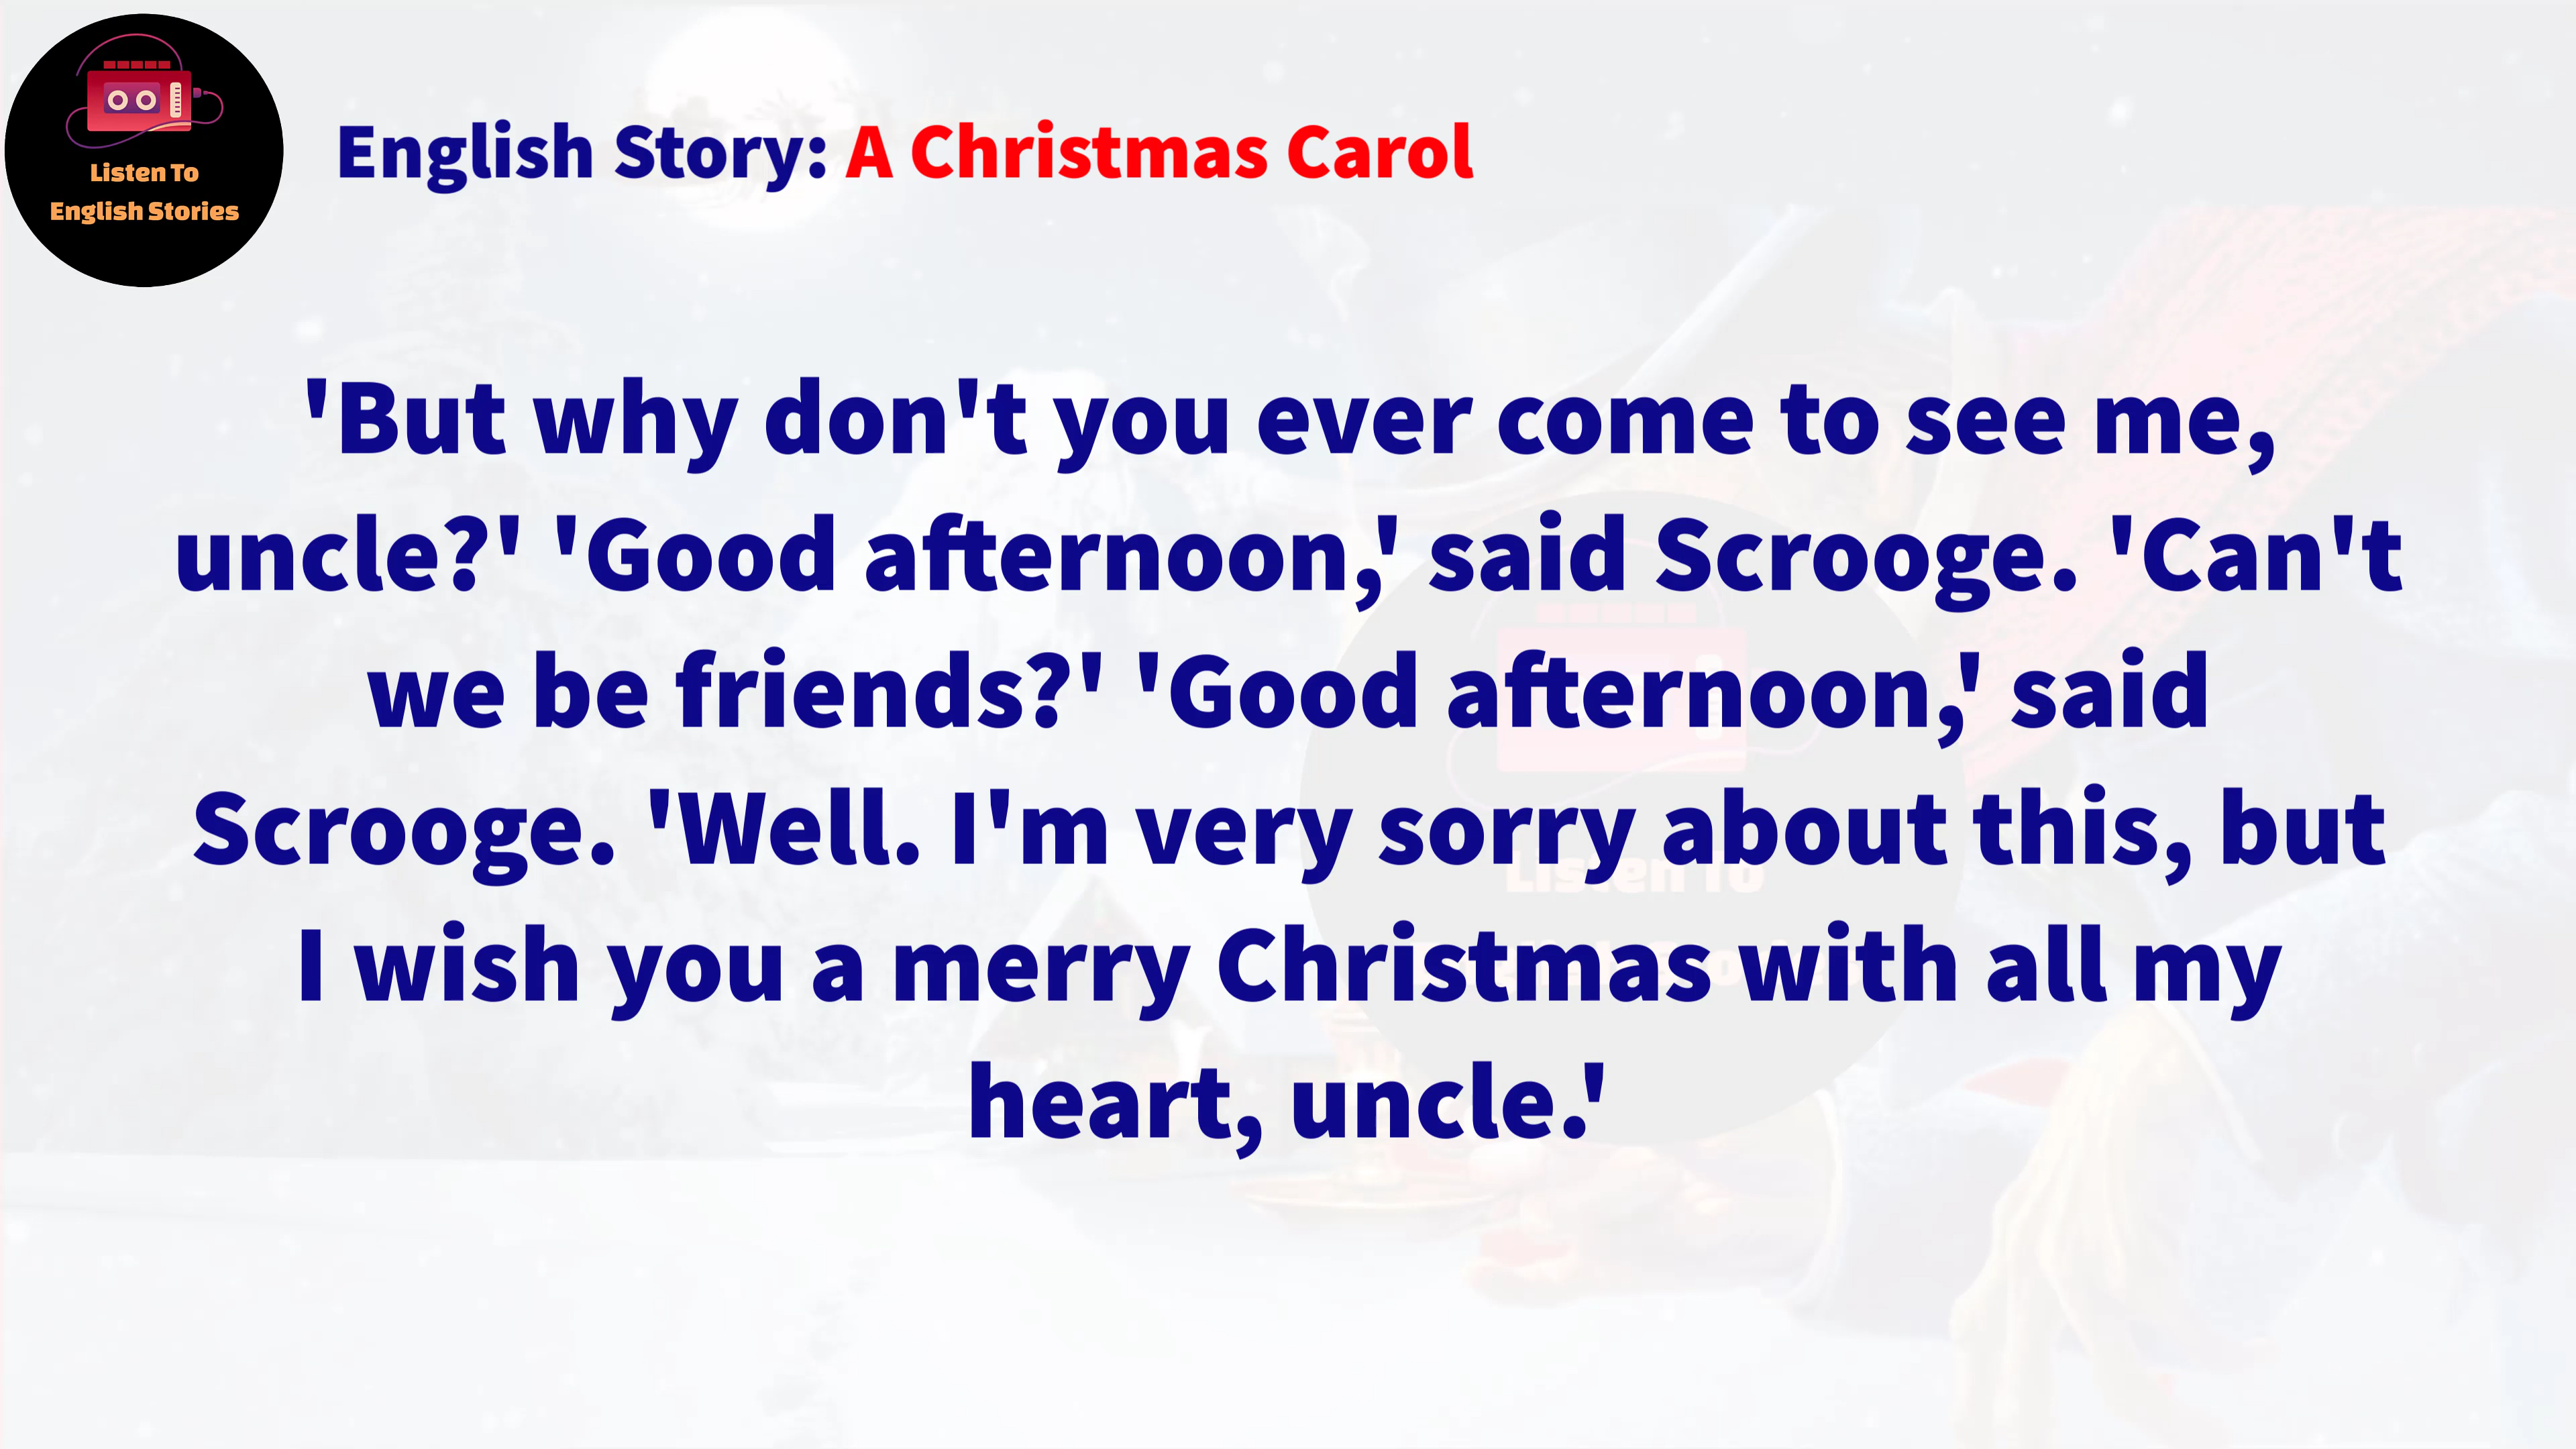 Listen To
English Stories
English Story: A Christmas Carol
'But why don't you ever come to see me,
uncle?' 'Good afternoon,' said Scrooge. 'Can't
we be friends?' 'Good afternoon,' said
Scrooge. 'Well. I'm very sorry about this, but
I wish you a merry Christmas with all my
heart, uncle.'
Listen To